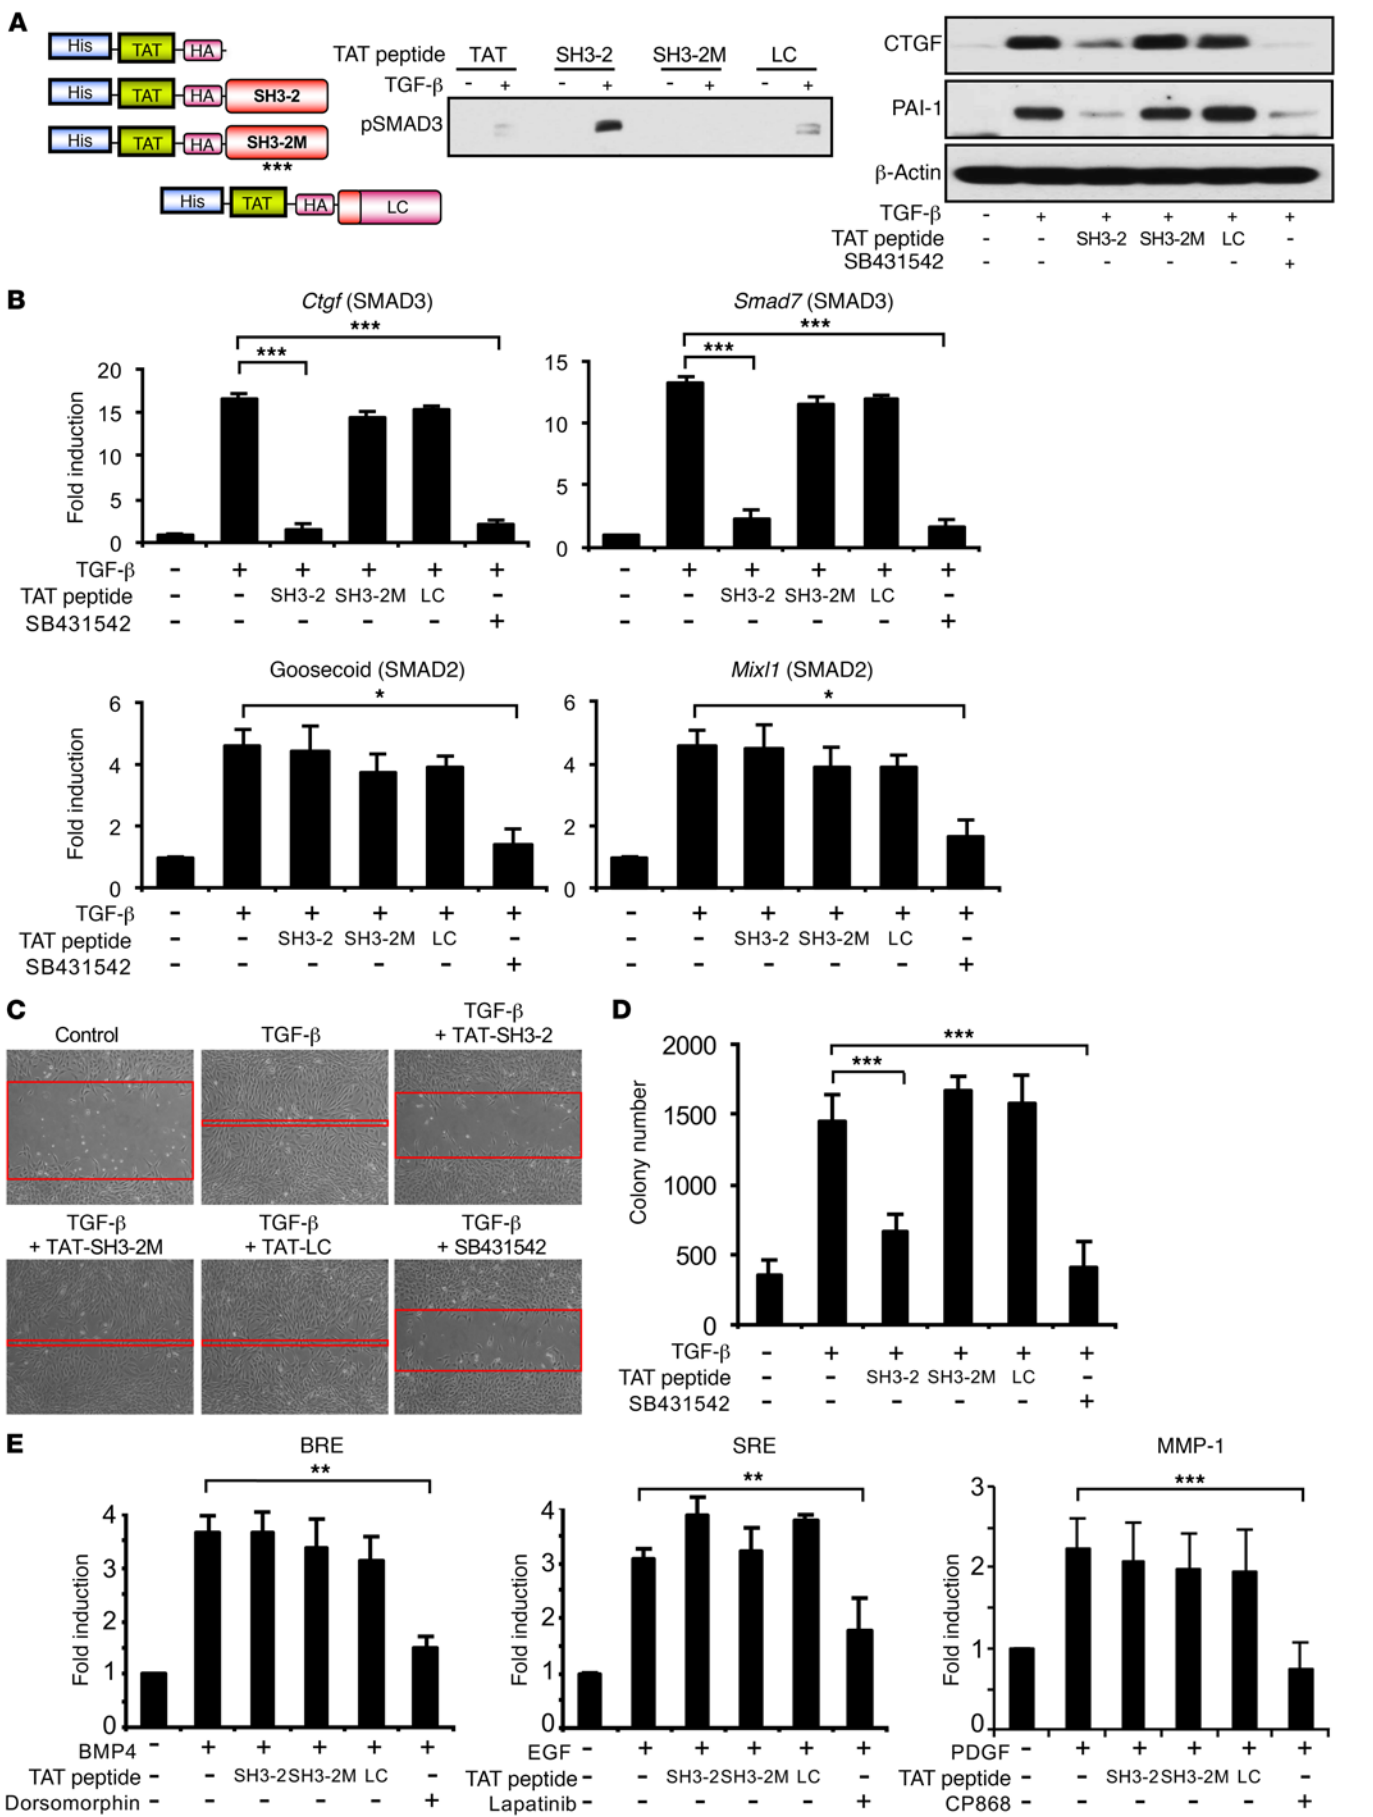 A
His TAT HA
His TAT HA SH3-2
His TAT HA SH3-2M
***
His TAT HA LC
TAT peptide TAT SH3-2 SH3-2M LC
TGF-β - + - + - + - +
pSMAD3
CTGF
PAI-1
β-Actin
TGF-β - + + + + +
TAT peptide - - SH3-2 SH3-2M LC -
SB431542 - - - - - +
B
Ctgf (SMAD3)
***
***
20
15
10
5
0
Fold induction
TGF-β - + + + + +
TAT peptide - - SH3-2 SH3-2M LC -
SB431542 - - - - - +
Smad7 (SMAD3)
***
***
15
10
5
0
- + + + + +
- - SH3-2 SH3-2M LC -
- - - - - +
Goosecoid (SMAD2)
*
6
4
2
0
Fold induction
TGF-β - + + + + +
TAT peptide - - SH3-2 SH3-2M LC -
SB431542 - - - - - +
Mixl1 (SMAD2)
*
6
4
2
0
- + + + + +
- - SH3-2 SH3-2M LC -
- - - - - +
C
Control
TGF-β
TGF-β
+ TAT-SH3-2
TGF-β
+ TAT-SH3-2M
TGF-β
+ TAT-LC
TGF-β
+ SB431542
D
***
***
2000
1500
1000
500
0
Colony number
TGF-β - + + + + +
TAT peptide - - SH3-2 SH3-2M LC -
SB431542 - - - - - +
E
BRE
**
4
3
2
1
0
Fold induction
BMP4 - + + + + +
TAT peptide - - SH3-2 SH3-2M LC -
Dorsomorphin - - - - - +
SRE
**
4
3
2
1
0
Fold induction
EGF - + + + + +
TAT peptide - - SH3-2 SH3-2M LC -
Lapatinib - - - - - +
MMP-1
***
3
2
1
0
Fold induction
PDGF - + + + + +
TAT peptide - - SH3-2 SH3-2M LC -
CP868 - - - - - +